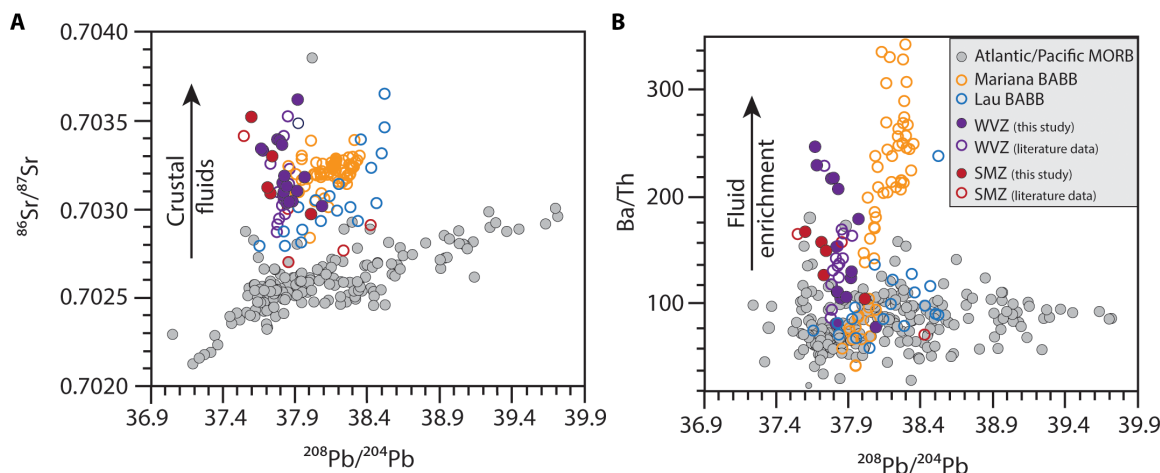 A
0.7040
0.7035
0.7030
0.7025
0.7020
⁸⁶Sr/⁸⁷Sr
Crustal
fluids
36.9
37.4
37.9
38.4
38.9
39.4
39.9
²⁰⁸Pb/²⁰⁴Pb
B
300
200
100
Ba/Th
Fluid
enrichment
Atlantic/Pacific MORB
Mariana BABB
Lau BABB
WVZ (this study)
WVZ (literature data)
SMZ (this study)
SMZ (literature data)
36.9
37.4
37.9
38.4
38.9
39.4
39.9
²⁰⁸Pb/²⁰⁴Pb